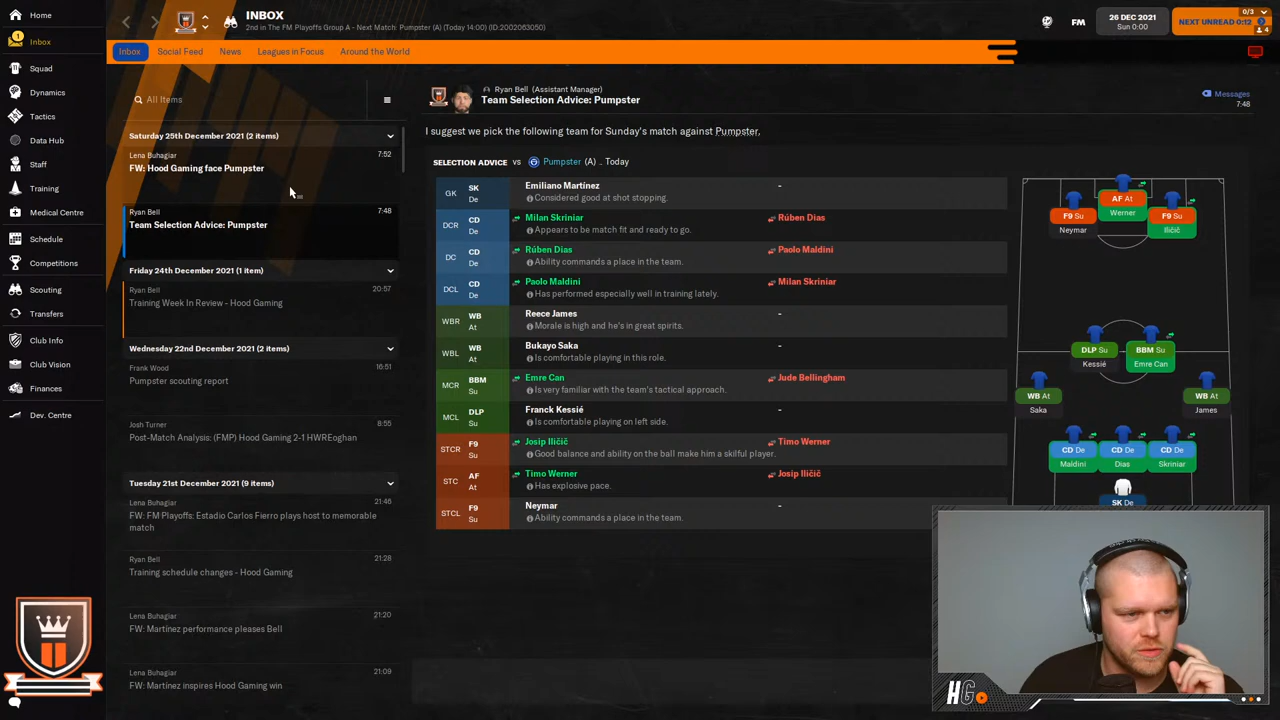 INBOX
2nd in The FM Playoffs Group A - Next Match: Pumpster (A) (Today 14:00) (ID:2002063050)
FM
26 DEC 2021
Sun 0:00
0/3
NEXT UNREAD 0:12
4
Home
1
Inbox
Squad
Dynamics
Tactics
Data Hub
Staff
Training
Medical Centre
Schedule
Competitions
Scouting
Transfers
Club Info
Club Vision
Finances
Dev. Centre
Inbox
Social Feed
News
Leagues in Focus
Around the World
All Items
Saturday 25th December 2021 (2 items)
Lena Buhagiar
7:52
FW: Hood Gaming face Pumpster
Ryan Bell
7:48
Team Selection Advice: Pumpster
Friday 24th December 2021 (1 item)
Ryan Bell
20:57
Training Week In Review - Hood Gaming
Wednesday 22nd December 2021 (2 items)
Frank Wood
16:51
Pumpster scouting report
Josh Turner
8:55
Post-Match Analysis: (FMP) Hood Gaming 2-1 HWREoghan
Tuesday 21st December 2021 (9 items)
Lena Buhagiar
21:46
FW: FM Playoffs: Estadio Carlos Fierro plays host to memorable
match
Ryan Bell
21:28
Training schedule changes - Hood Gaming
Lena Buhagiar
21:20
FW: Martínez performance pleases Bell
Lena Buhagiar
21:09
FW: Martínez inspires Hood Gaming win
Ryan Bell (Assistant Manager)
Team Selection Advice: Pumpster
Messages
7:48
I suggest we pick the following team for Sunday's match against Pumpster,
SELECTION ADVICE vs Pumpster (A) .. Today
GK SK De Emiliano Martínez -
Considered good at shot stopping.
DCR CD De Milan Skriniar Rúben Dias
Appears to be match fit and ready to go.
DC CD De Rúben Dias Paolo Maldini
Ability commands a place in the team.
DCL CD De Paolo Maldini Milan Skriniar
Has performed especially well in training lately.
WBR WB At Reece James -
Morale is high and he's in great spirits.
WBL WB At Bukayo Saka -
Is comfortable playing in this role.
MCR BBM Su Emre Can Jude Bellingham
Is very familiar with the team's tactical approach.
MCL DLP Su Franck Kessié -
Is comfortable playing on left side.
STCR F9 Su Josip Iličič Timo Werner
Good balance and ability on the ball make him a skilful player.
STC AF At Timo Werner Josip Iličič
Has explosive pace.
STCL F9 Su Neymar -
Ability commands a place in the team.
AF At
Werner
F9 Su
Neymar
F9 Su
Iličič
DLP Su
Kessié
BBM Su
Emre Can
WB At
Saka
WB At
James
CD De
Maldini
CD De
Dias
CD De
Skriniar
SK De
HG